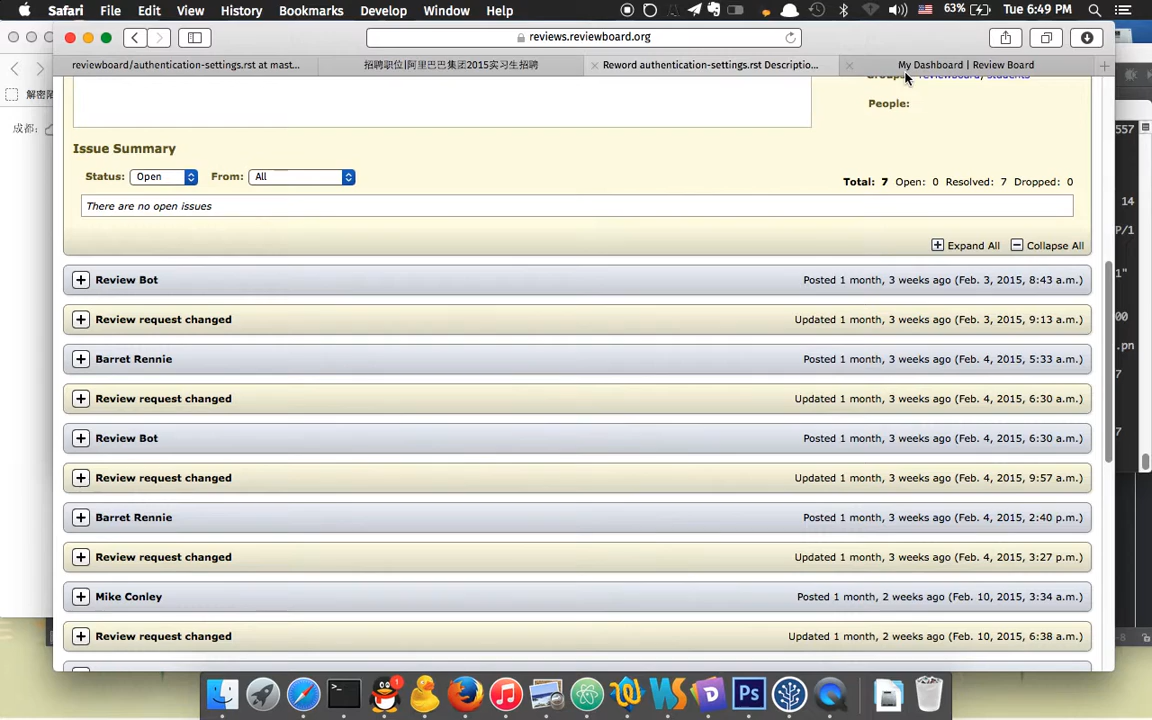 Safari File Edit View History Bookmarks Develop Window Help 63% Tue 6:49 PM
reviews.reviewboard.org
reviewboard/authentication-settings.rst at mast... 招聘职位|阿里巴巴集团2015实习生招聘 Reword authentication-settings.rst Descriptio... My Dashboard | Review Board
People:
成都:
Issue Summary
Status: Open From: All Total: 7 Open: 0 Resolved: 7 Dropped: 0
There are no open issues
Expand All Collapse All
Review Bot Posted 1 month, 3 weeks ago (Feb. 3, 2015, 8:43 a.m.)
Review request changed Updated 1 month, 3 weeks ago (Feb. 3, 2015, 9:13 a.m.)
Barret Rennie Posted 1 month, 3 weeks ago (Feb. 4, 2015, 5:33 a.m.)
Review request changed Updated 1 month, 3 weeks ago (Feb. 4, 2015, 6:30 a.m.)
Review Bot Posted 1 month, 3 weeks ago (Feb. 4, 2015, 6:30 a.m.)
Review request changed Updated 1 month, 3 weeks ago (Feb. 4, 2015, 9:57 a.m.)
Barret Rennie Posted 1 month, 3 weeks ago (Feb. 4, 2015, 2:40 p.m.)
Review request changed Updated 1 month, 3 weeks ago (Feb. 4, 2015, 3:27 p.m.)
Mike Conley Posted 1 month, 2 weeks ago (Feb. 10, 2015, 3:34 a.m.)
Review request changed Updated 1 month, 2 weeks ago (Feb. 10, 2015, 6:38 a.m.)
557
14
P/1
1"
00
.pn
7
7